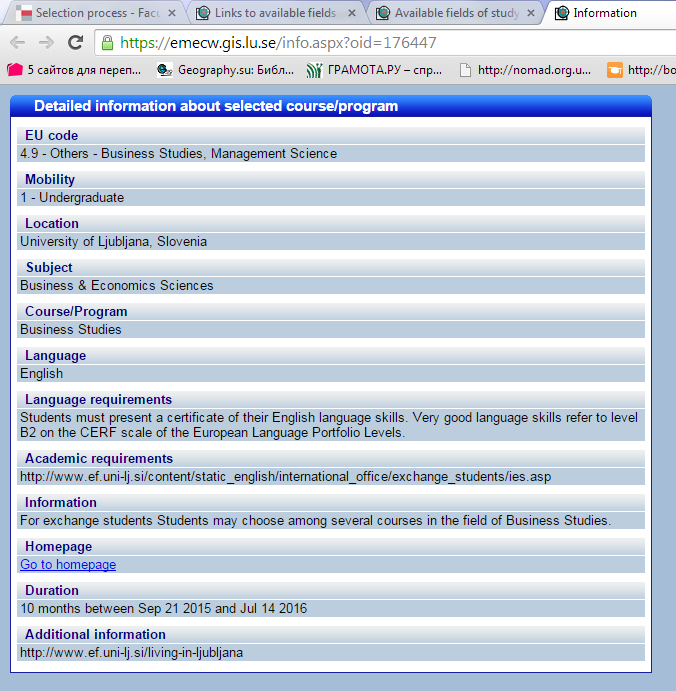 Selection process - Facu
Links to available fields
Available fields of study
Information
https://emecw.gis.lu.se/info.aspx?oid=176447
5 сайтов для переп...
Geography.su: Библ...
ГРАМОТА.РУ – спр...
http://nomad.org.u...
http://bo
Detailed information about selected course/program
EU code
4.9 - Others - Business Studies, Management Science
Mobility
1 - Undergraduate
Location
University of Ljubljana, Slovenia
Subject
Business & Economics Sciences
Course/Program
Business Studies
Language
English
Language requirements
Students must present a certificate of their English language skills. Very good language skills refer to level
B2 on the CERF scale of the European Language Portfolio Levels.
Academic requirements
http://www.ef.uni-lj.si/content/static_english/international_office/exchange_students/ies.asp
Information
For exchange students Students may choose among several courses in the field of Business Studies.
Homepage
Go to homepage
Duration
10 months between Sep 21 2015 and Jul 14 2016
Additional information
http://www.ef.uni-lj.si/living-in-ljubljana